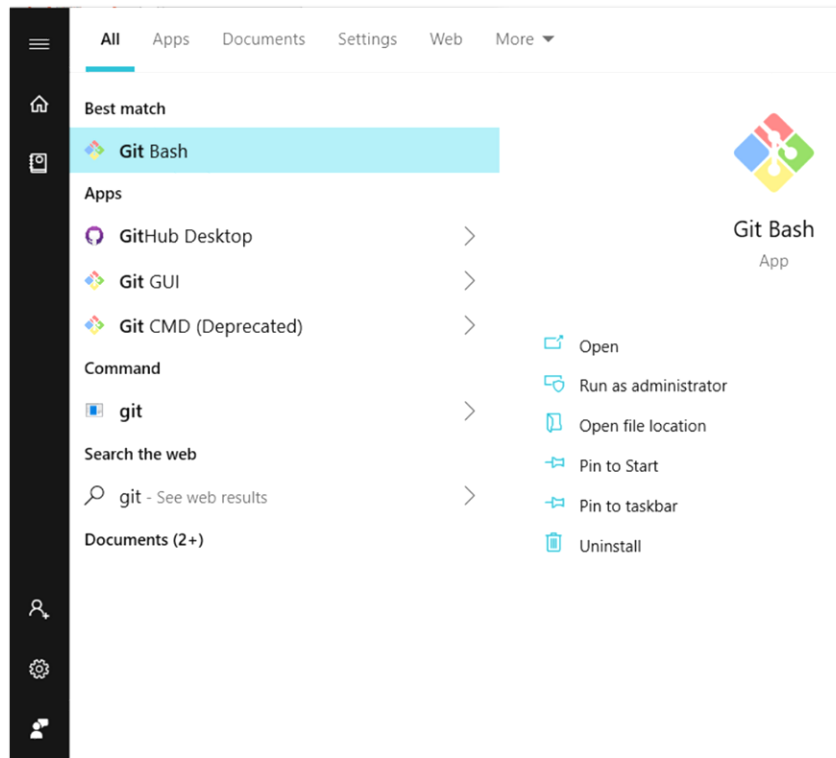 All Apps Documents Settings Web More
Best match
Git Bash
Apps
GitHub Desktop
Git GUI
Git CMD (Deprecated)
Command
git
Search the web
git - See web results
Documents (2+)
Git Bash
App
Open
Run as administrator
Open file location
Pin to Start
Pin to taskbar
Uninstall